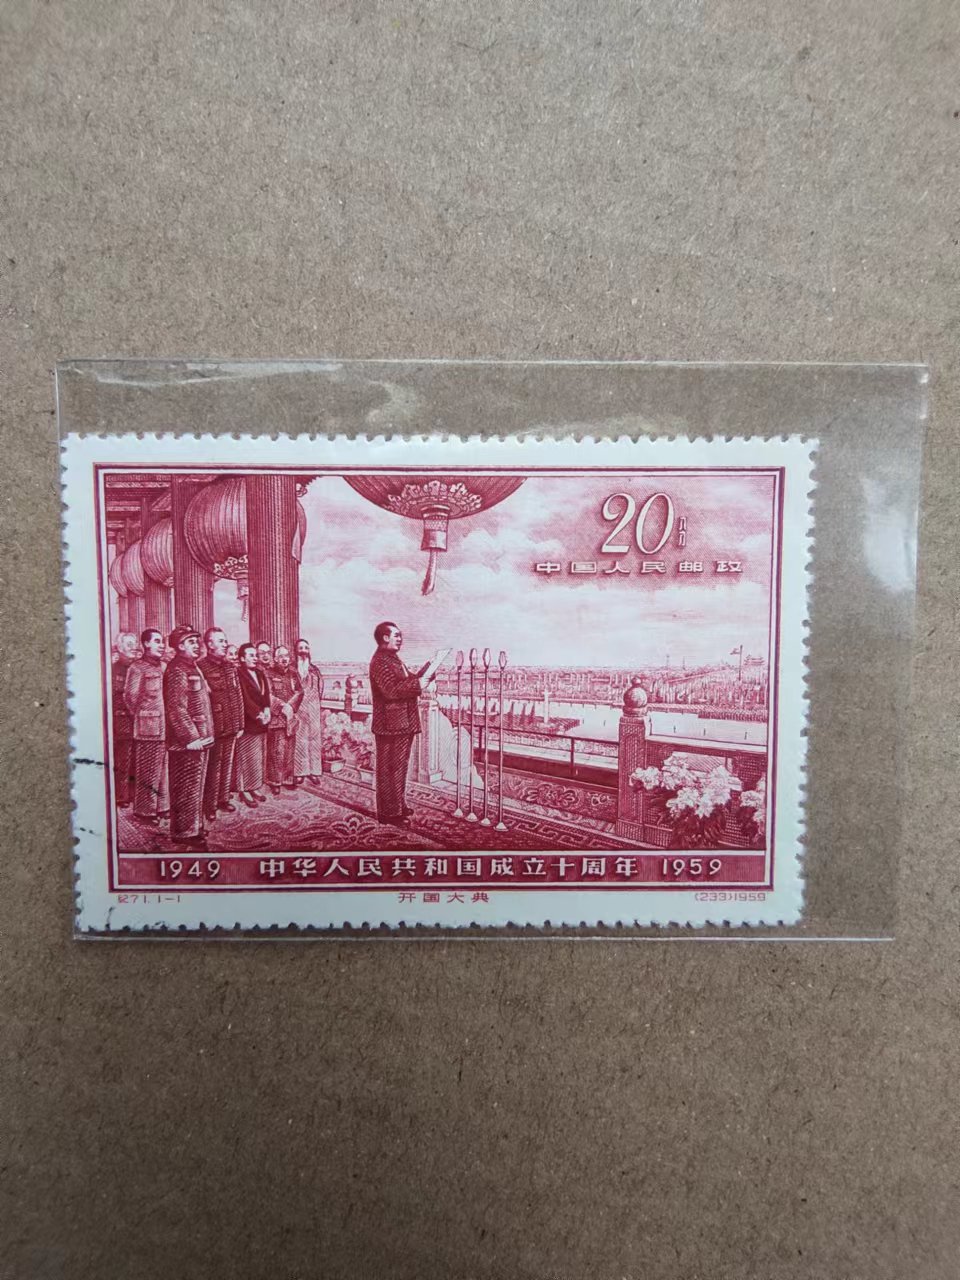 20分
中国人民邮政
1949 中华人民共和国成立十周年 1959
纪71.1-1 开国大典 (233)1959